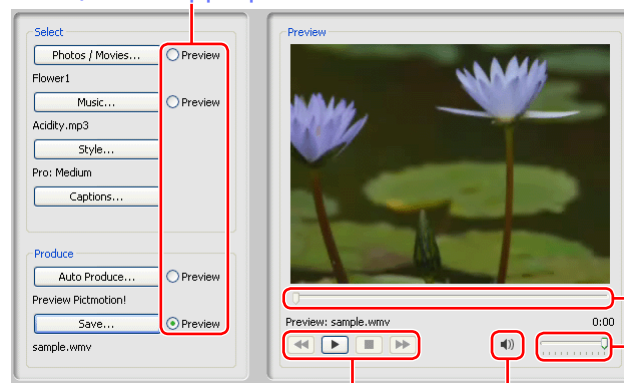 Select
Photos / Movies...
Preview
Flower1
Music...
Preview
Acidity.mp3
Style...
Pro: Medium
Captions...
Produce
Auto Produce...
Preview
Preview Pictmotion!
Save...
Preview
sample.wmv
Preview
Preview: sample.wmv
0:00